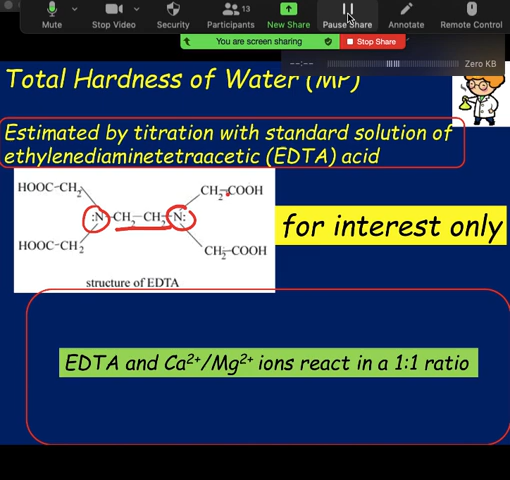 Mute Stop Video Security Participants 13 New Share Pause Share Annotate Remote Control
You are screen sharing Stop Share
--:-- Zero KB
Total Hardness of Water (MP)
Estimated by titration with standard solution of
ethylenediaminetetraacetic (EDTA) acid
HOOC-CH₂ CH₂-COOH
:N-CH₂-CH₂-N:
HOOC-CH₂ CH₂-COOH
structure of EDTA
for interest only
EDTA and Ca²⁺/Mg²⁺ ions react in a 1:1 ratio